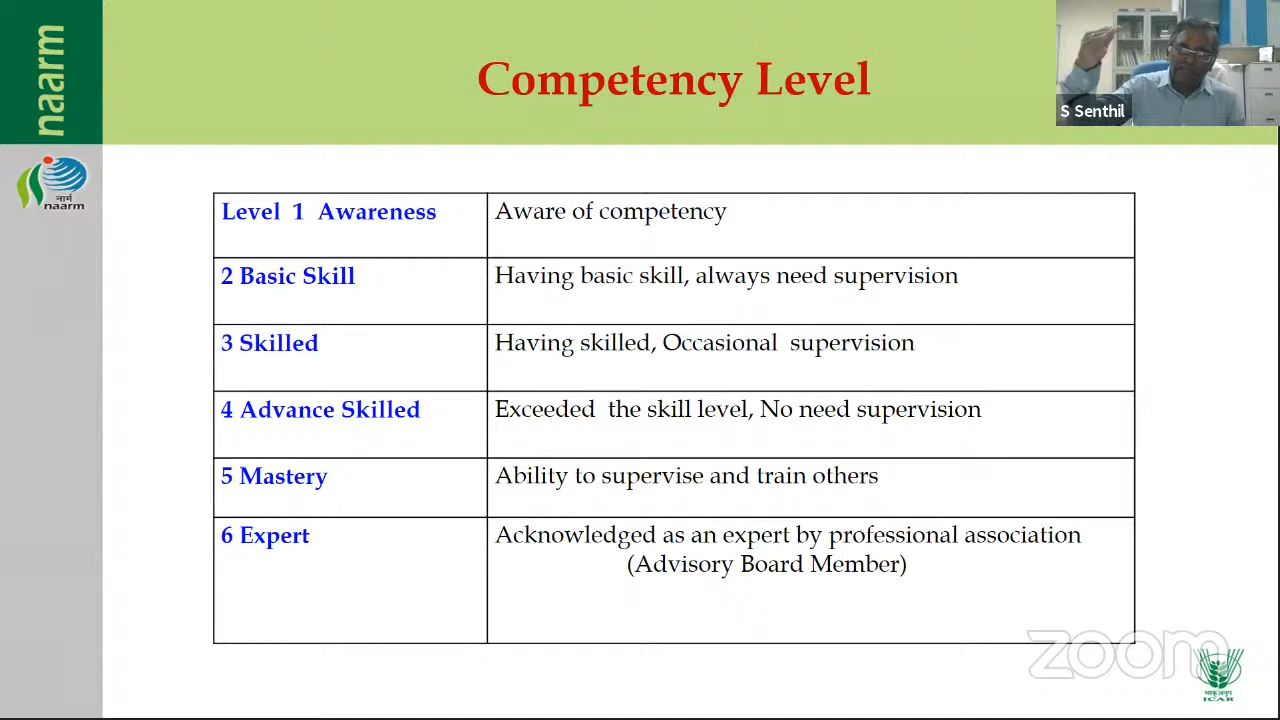 naarm
नार्म
naarm
Competency Level
S Senthil
Level 1 Awareness
Aware of competency
2 Basic Skill
Having basic skill, always need supervision
3 Skilled
Having skilled, Occasional supervision
4 Advance Skilled
Exceeded the skill level, No need supervision
5 Mastery
Ability to supervise and train others
6 Expert
Acknowledged as an expert by professional association
(Advisory Board Member)
zoom
भाकृअनुप
ICAR